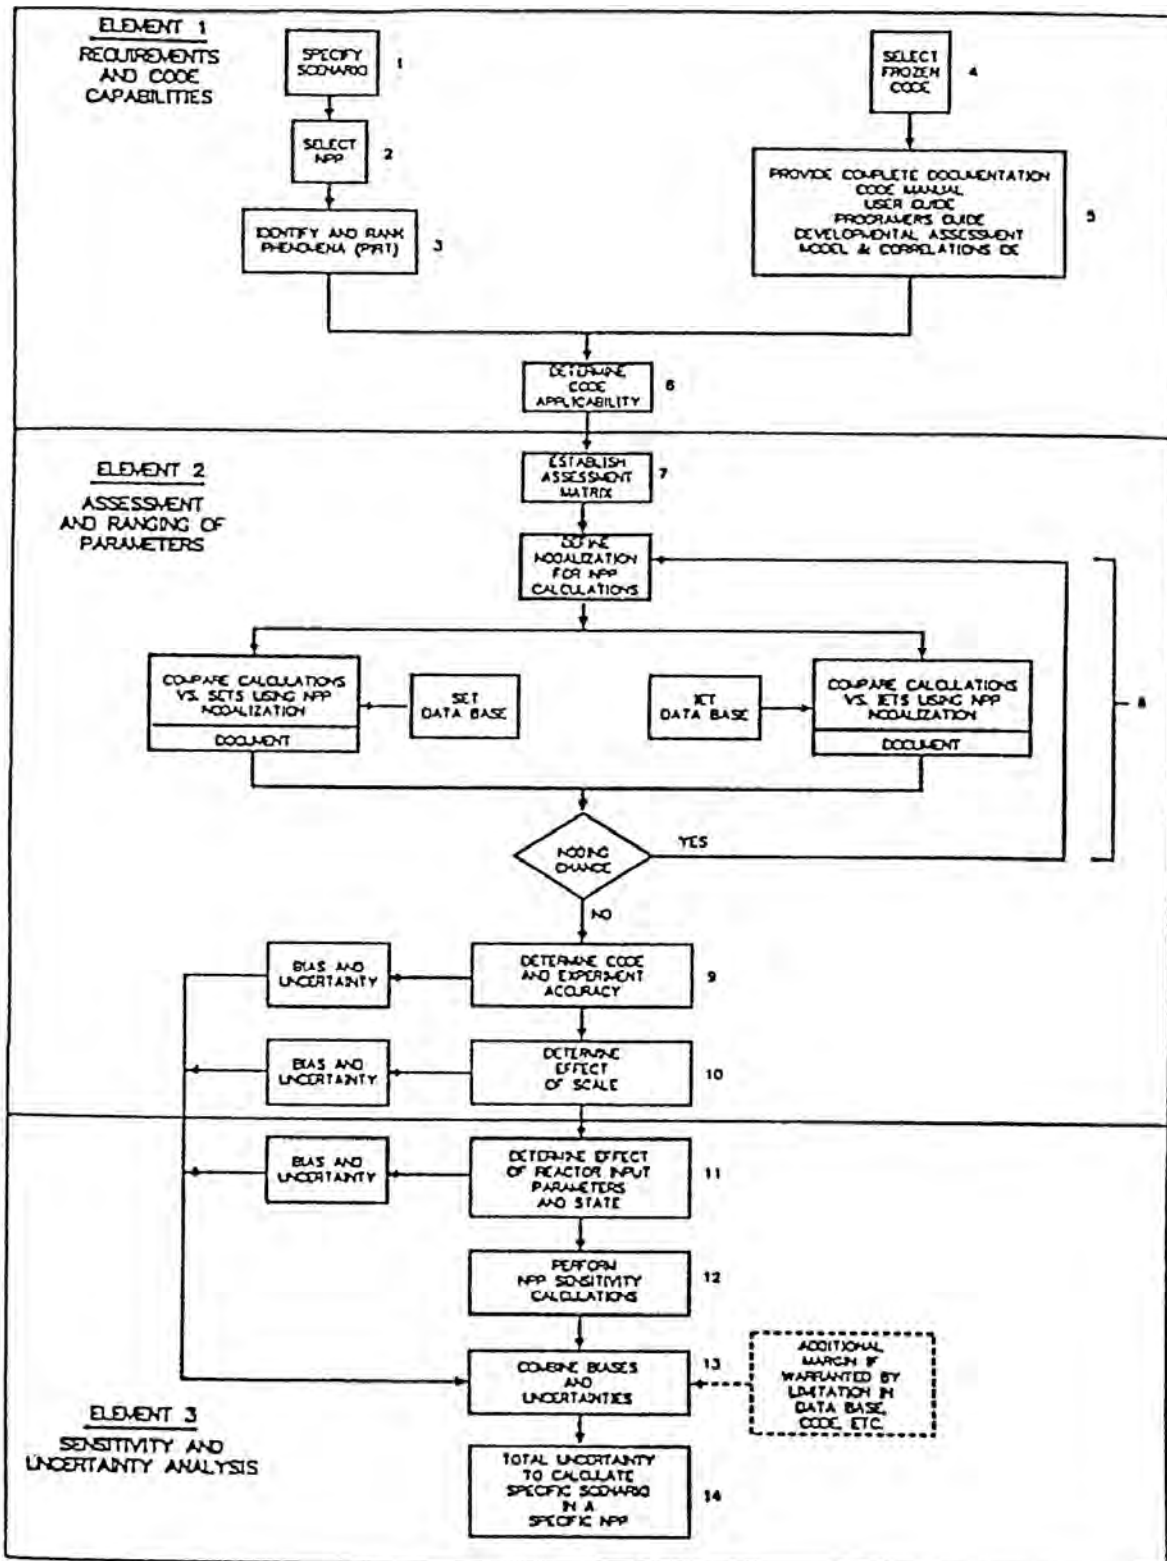 ELEMENT 1
REQUIREMENTS
AND CODE
CAPABILITIES
SPECIFY
SCENARIO
1
SELECT
NPP
2
IDENTIFY AND RANK
PHENOMENA (PIRT)
3
SELECT
FROZEN
CODE
4
PROVIDE COMPLETE DOCUMENTATION
CODE MANUAL
USER GUIDE
PROGRAMERS GUIDE
DEVELOPMENTAL ASSESSMENT
MODEL & CORRELATIONS QE
5
DETERMINE
CODE
APPLICABILITY
6
ELEMENT 2
ASSESSMENT
AND RANGING OF
PARAMETERS
ESTABLISH
ASSESSMENT
MATRIX
7
DEFINE
NODALIZATION
FOR NPP
CALCULATIONS
COMPARE CALCULATIONS
VS. SETS USING NPP
NODALIZATION
DOCUMENT
SET
DATA BASE
IET
DATA BASE
COMPARE CALCULATIONS
VS. IETS USING NPP
NODALIZATION
DOCUMENT
8
NODING
CHANGE
YES
NO
BIAS AND
UNCERTAINTY
DETERMINE CODE
AND EXPERIMENT
ACCURACY
9
BIAS AND
UNCERTAINTY
DETERMINE
EFFECT
OF SCALE
10
BIAS AND
UNCERTAINTY
DETERMINE EFFECT
OF REACTOR INPUT
PARAMETERS
AND STATE
11
PERFORM
NPP SENSITIVITY
CALCULATIONS
12
COMBINE BIASES
AND
UNCERTAINTIES
13
ADDITIONAL
MARGIN IF
WARRANTED BY
LIMITATION IN
DATA BASE,
CODE, ETC.
ELEMENT 3
SENSITIVITY AND
UNCERTAINTY ANALYSIS
TOTAL UNCERTAINTY
TO CALCULATE
SPECIFIC SCENARIO
IN A
SPECIFIC NPP
14